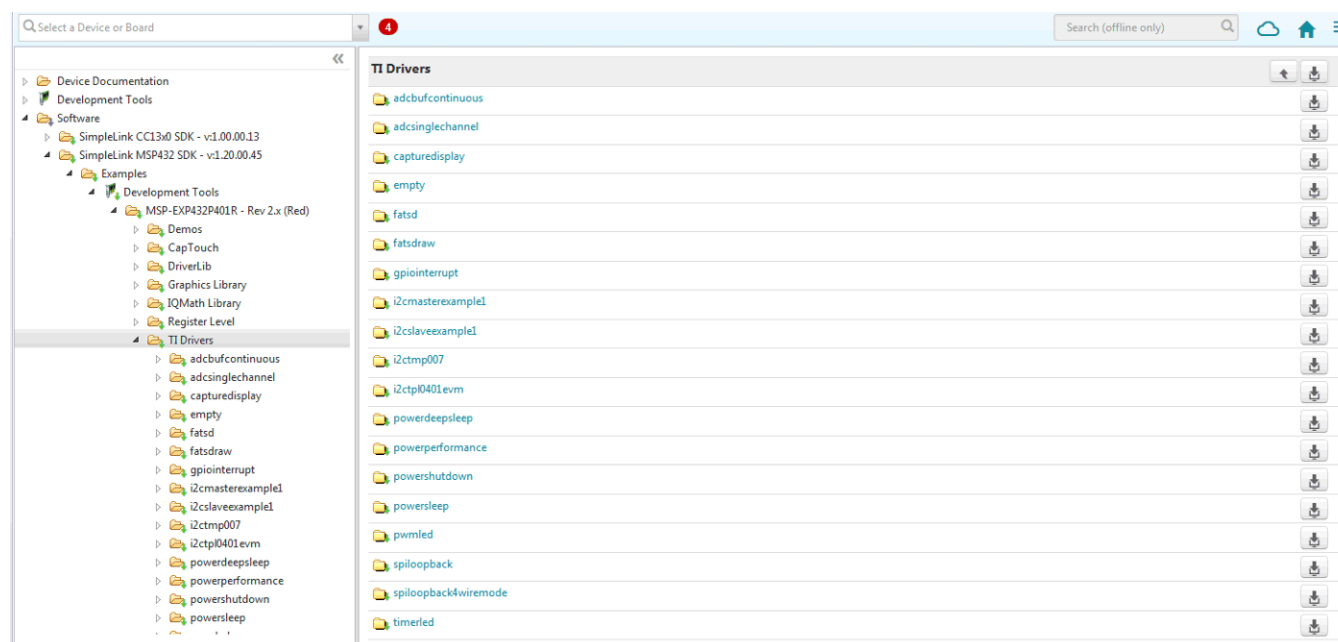 Select a Device or Board
4
Search (offline only)
Device Documentation
Development Tools
Software
SimpleLink CC13x0 SDK - v:1.00.00.13
SimpleLink MSP432 SDK - v:1.20.00.45
Examples
Development Tools
MSP-EXP432P401R - Rev 2.x (Red)
Demos
CapTouch
DriverLib
Graphics Library
IQMath Library
Register Level
TI Drivers
adcbufcontinuous
adcsinglechannel
capturedisplay
empty
fatsd
fatsdraw
gpiointerrupt
i2cmasterexample1
i2cslaveexample1
i2ctmp007
i2ctpl0401evm
powerdeepsleep
powerperformance
powershutdown
powersleep
TI Drivers
adcbufcontinuous
adcsinglechannel
capturedisplay
empty
fatsd
fatsdraw
gpiointerrupt
i2cmasterexample1
i2cslaveexample1
i2ctmp007
i2ctpl0401evm
powerdeepsleep
powerperformance
powershutdown
powersleep
pwmled
spiloopback
spiloopback4wiremode
timerled